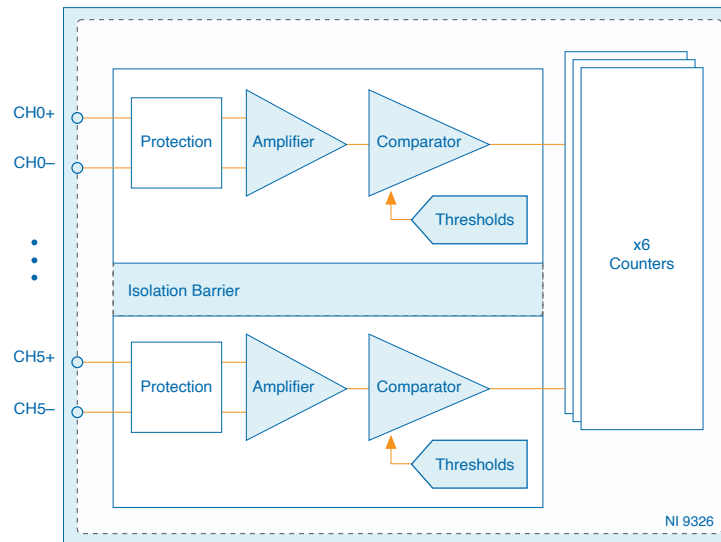 CH0+
CH0–
Protection
Amplifier
Comparator
Thresholds
Isolation Barrier
CH5+
CH5–
Protection
Amplifier
Comparator
Thresholds
x6
Counters
NI 9326